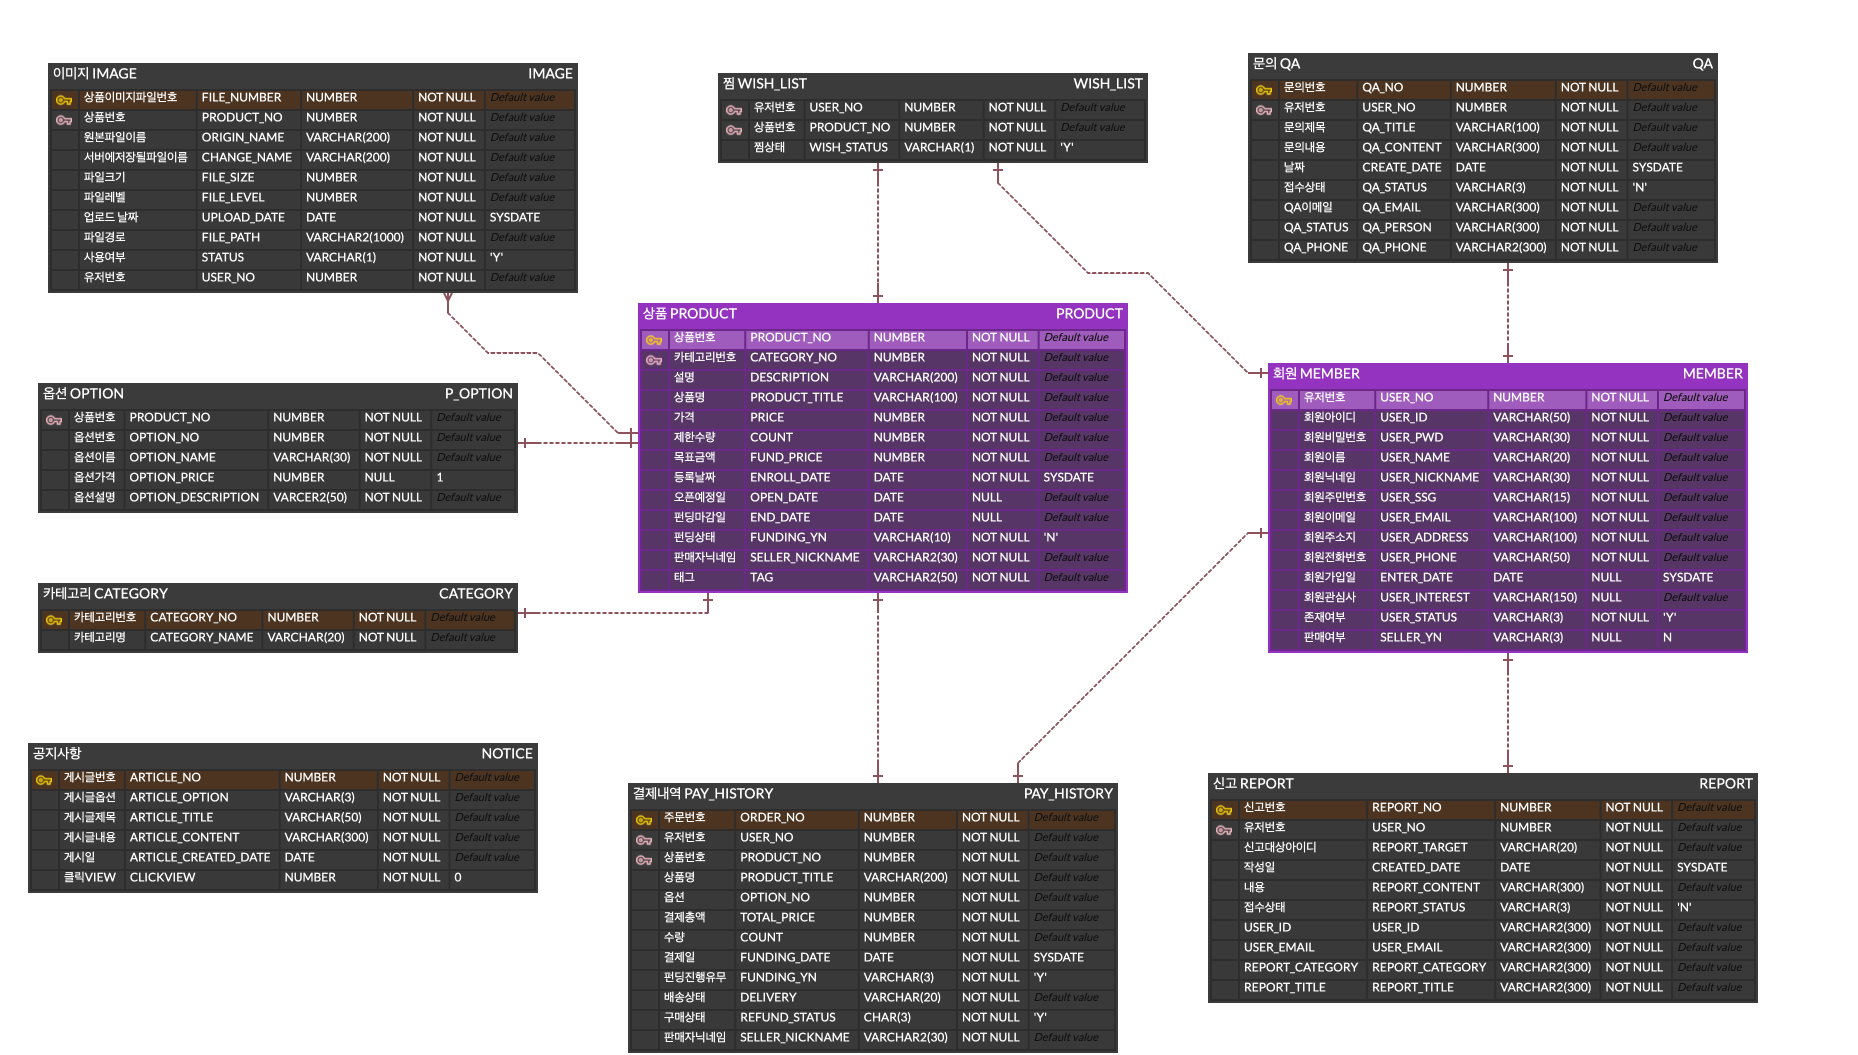 이미지 IMAGE IMAGE
상품이미지파일번호 FILE_NUMBER NUMBER NOT NULL Default value
상품번호 PRODUCT_NO NUMBER NOT NULL Default value
원본파일이름 ORIGIN_NAME VARCHAR(200) NOT NULL Default value
서버에저장될파일이름 CHANGE_NAME VARCHAR(200) NOT NULL Default value
파일크기 FILE_SIZE NUMBER NOT NULL Default value
파일레벨 FILE_LEVEL NUMBER NOT NULL Default value
업로드 날짜 UPLOAD_DATE DATE NOT NULL SYSDATE
파일경로 FILE_PATH VARCHAR2(1000) NOT NULL Default value
사용여부 STATUS VARCHAR(1) NOT NULL 'Y'
유저번호 USER_NO NUMBER NOT NULL Default value
찜 WISH_LIST WISH_LIST
유저번호 USER_NO NUMBER NOT NULL Default value
상품번호 PRODUCT_NO NUMBER NOT NULL Default value
찜상태 WISH_STATUS VARCHAR(1) NOT NULL 'Y'
문의 QA QA
문의번호 QA_NO NUMBER NOT NULL Default value
유저번호 USER_NO NUMBER NOT NULL Default value
문의제목 QA_TITLE VARCHAR(100) NOT NULL Default value
문의내용 QA_CONTENT VARCHAR(300) NOT NULL Default value
날짜 CREATE_DATE DATE NOT NULL SYSDATE
접수상태 QA_STATUS VARCHAR(3) NOT NULL 'N'
QA이메일 QA_EMAIL VARCHAR(300) NOT NULL Default value
QA_STATUS QA_PERSON VARCHAR(300) NOT NULL Default value
QA_PHONE QA_PHONE VARCHAR2(300) NOT NULL Default value
옵션 OPTION P_OPTION
상품번호 PRODUCT_NO NUMBER NOT NULL Default value
옵션번호 OPTION_NO NUMBER NOT NULL Default value
옵션이름 OPTION_NAME VARCHAR(30) NOT NULL Default value
옵션가격 OPTION_PRICE NUMBER NULL 1
옵션설명 OPTION_DESCRIPTION VARCER2(50) NOT NULL Default value
상품 PRODUCT PRODUCT
상품번호 PRODUCT_NO NUMBER NOT NULL Default value
카테고리번호 CATEGORY_NO NUMBER NOT NULL Default value
설명 DESCRIPTION VARCHAR(200) NOT NULL Default value
상품명 PRODUCT_TITLE VARCHAR(100) NOT NULL Default value
가격 PRICE NUMBER NOT NULL Default value
제한수량 COUNT NUMBER NOT NULL Default value
목표금액 FUND_PRICE NUMBER NOT NULL Default value
등록날짜 ENROLL_DATE DATE NOT NULL SYSDATE
오픈예정일 OPEN_DATE DATE NULL Default value
펀딩마감일 END_DATE DATE NULL Default value
펀딩상태 FUNDING_YN VARCHAR(10) NOT NULL 'N'
판매자닉네임 SELLER_NICKNAME VARCHAR2(30) NOT NULL Default value
태그 TAG VARCHAR2(50) NOT NULL Default value
회원 MEMBER MEMBER
유저번호 USER_NO NUMBER NOT NULL Default value
회원아이디 USER_ID VARCHAR(50) NOT NULL Default value
회원비밀번호 USER_PWD VARCHAR(30) NOT NULL Default value
회원이름 USER_NAME VARCHAR(20) NOT NULL Default value
회원닉네임 USER_NICKNAME VARCHAR(30) NOT NULL Default value
회원주민번호 USER_SSG VARCHAR(15) NOT NULL Default value
회원이메일 USER_EMAIL VARCHAR(100) NOT NULL Default value
회원주소지 USER_ADDRESS VARCHAR(100) NOT NULL Default value
회원전화번호 USER_PHONE VARCHAR(50) NOT NULL Default value
회원가입일 ENTER_DATE DATE NULL SYSDATE
회원관심사 USER_INTEREST VARCHAR(150) NULL Default value
존재여부 USER_STATUS VARCHAR(3) NOT NULL 'Y'
판매여부 SELLER_YN VARCHAR(3) NULL N
카테고리 CATEGORY CATEGORY
카테고리번호 CATEGORY_NO NUMBER NOT NULL Default value
카테고리명 CATEGORY_NAME VARCHAR(20) NOT NULL Default value
공지사항 NOTICE
게시글번호 ARTICLE_NO NUMBER NOT NULL Default value
게시글옵션 ARTICLE_OPTION VARCHAR(3) NOT NULL Default value
게시글제목 ARTICLE_TITLE VARCHAR(50) NOT NULL Default value
게시글내용 ARTICLE_CONTENT VARCHAR(300) NOT NULL Default value
게시일 ARTICLE_CREATED_DATE DATE NOT NULL Default value
클릭VIEW CLICKVIEW NUMBER NOT NULL 0
결제내역 PAY_HISTORY PAY_HISTORY
주문번호 ORDER_NO NUMBER NOT NULL Default value
유저번호 USER_NO NUMBER NOT NULL Default value
상품번호 PRODUCT_NO NUMBER NOT NULL Default value
상품명 PRODUCT_TITLE VARCHAR(200) NOT NULL Default value
옵션 OPTION_NO NUMBER NOT NULL Default value
결제총액 TOTAL_PRICE NUMBER NOT NULL Default value
수량 COUNT NUMBER NOT NULL Default value
결제일 FUNDING_DATE DATE NOT NULL SYSDATE
펀딩진행유무 FUNDING_YN VARCHAR(3) NOT NULL 'Y'
배송상태 DELIVERY VARCHAR(20) NOT NULL Default value
구매상태 REFUND_STATUS CHAR(3) NOT NULL 'Y'
판매자닉네임 SELLER_NICKNAME VARCHAR2(30) NOT NULL Default value
신고 REPORT REPORT
신고번호 REPORT_NO NUMBER NOT NULL Default value
유저번호 USER_NO NUMBER NOT NULL Default value
신고대상아이디 REPORT_TARGET VARCHAR(20) NOT NULL Default value
작성일 CREATED_DATE DATE NOT NULL SYSDATE
내용 REPORT_CONTENT VARCHAR(300) NOT NULL Default value
접수상태 REPORT_STATUS VARCHAR(3) NOT NULL 'N'
USER_ID USER_ID VARCHAR2(300) NOT NULL Default value
USER_EMAIL USER_EMAIL VARCHAR2(300) NOT NULL Default value
REPORT_CATEGORY REPORT_CATEGORY VARCHAR2(300) NOT NULL Default value
REPORT_TITLE REPORT_TITLE VARCHAR2(300) NOT NULL Default value